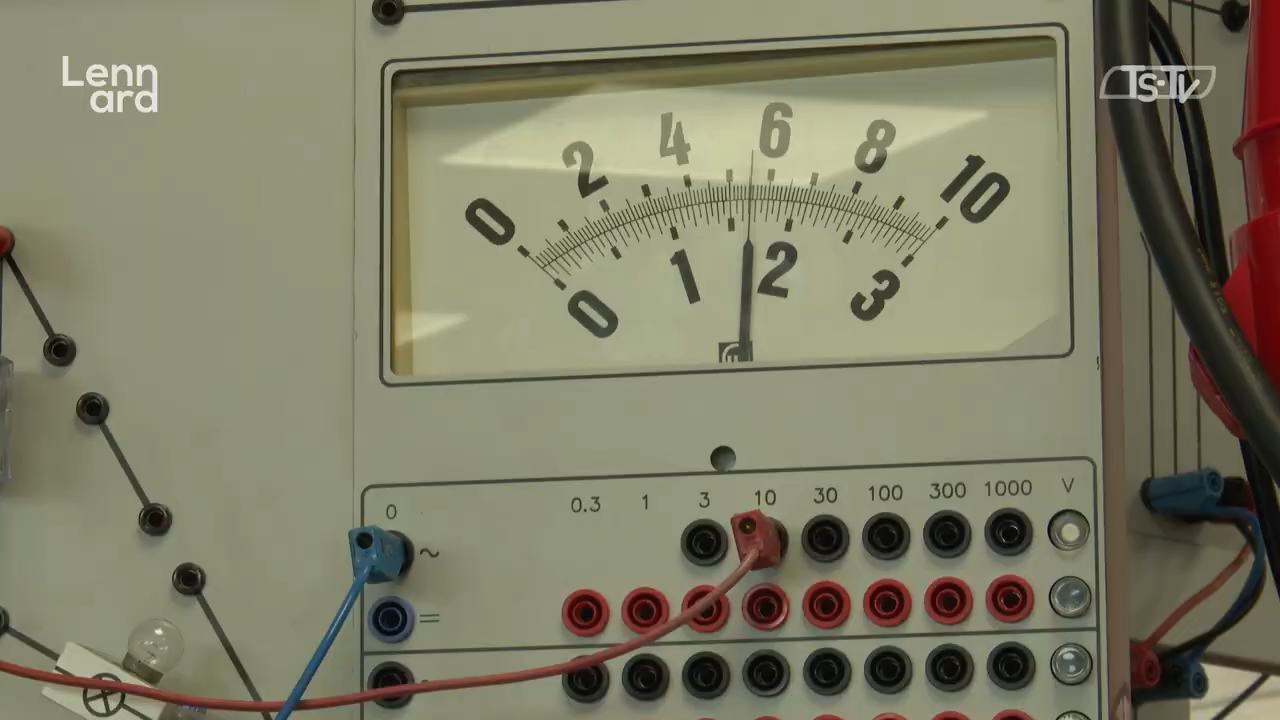 Lenn
ard
TS-TV
0 2 4 6 8 10
0 1 2 3
0 0.3 1 3 10 30 100 300 1000 V
~
=